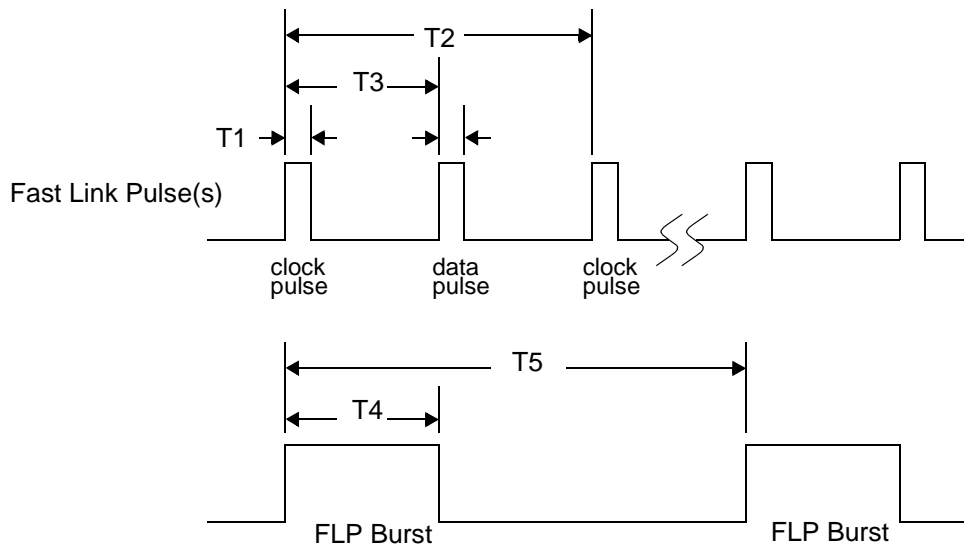 T2
T3
T1
Fast Link Pulse(s)
clock
pulse
data
pulse
clock
pulse
T5
T4
FLP Burst
FLP Burst